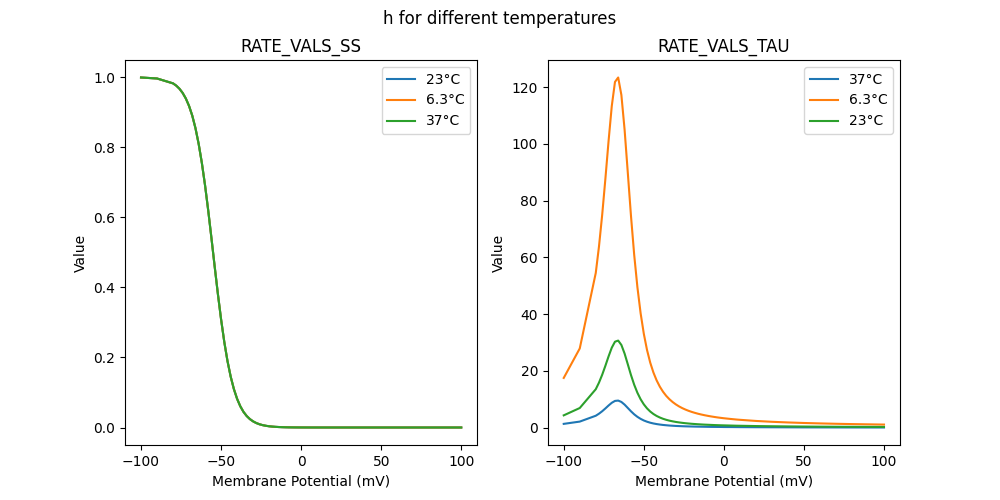 h for different temperatures
RATE_VALS_SS
1.0
0.8
0.6
0.4
0.2
0.0
Value
−100
−50
0
50
100
Membrane Potential (mV)
23°C
6.3°C
37°C
RATE_VALS_TAU
120
100
80
60
40
20
0
Value
−100
−50
0
50
100
Membrane Potential (mV)
37°C
6.3°C
23°C